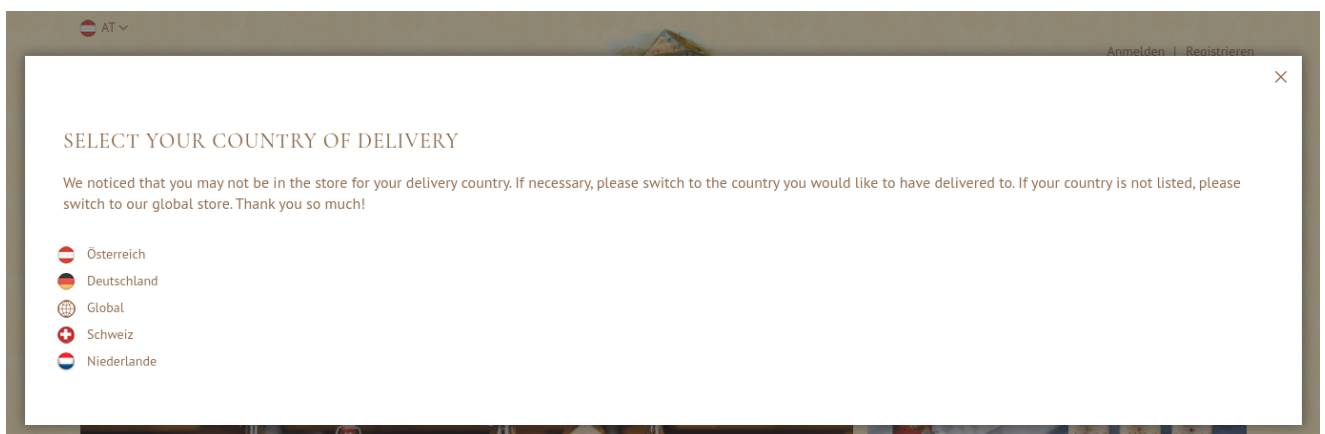 AT
Anmelden | Registrieren
SELECT YOUR COUNTRY OF DELIVERY
We noticed that you may not be in the store for your delivery country. If necessary, please switch to the country you would like to have delivered to. If your country is not listed, please
switch to our global store. Thank you so much!
Österreich
Deutschland
Global
Schweiz
Niederlande